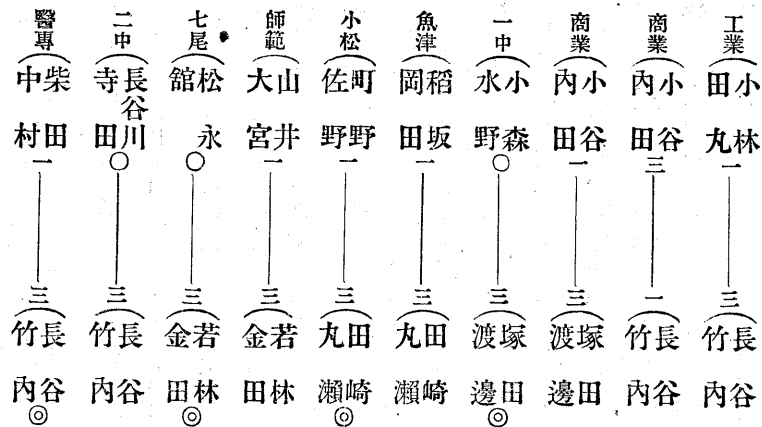 工業(小林 田丸 一——三(長谷 竹內
商業(小谷 內田 三——一(長谷 竹內
商業(小谷 內田 一——三(塚田 渡邊
一中(小森 水野 〇——三(塚田 渡邊◎
魚津(稻坂 岡田 一——三(田崎 丸瀨
小松(町野 佐野 一——三(田崎 丸瀨◎
師範(山井 大宮 一——三(若林 金田
七尾(松永 舘 〇——三(若林 金田◎
二中(長谷川 寺田 〇——三(長谷 竹內
醫專(柴田 中村 一——三(長谷 竹內◎